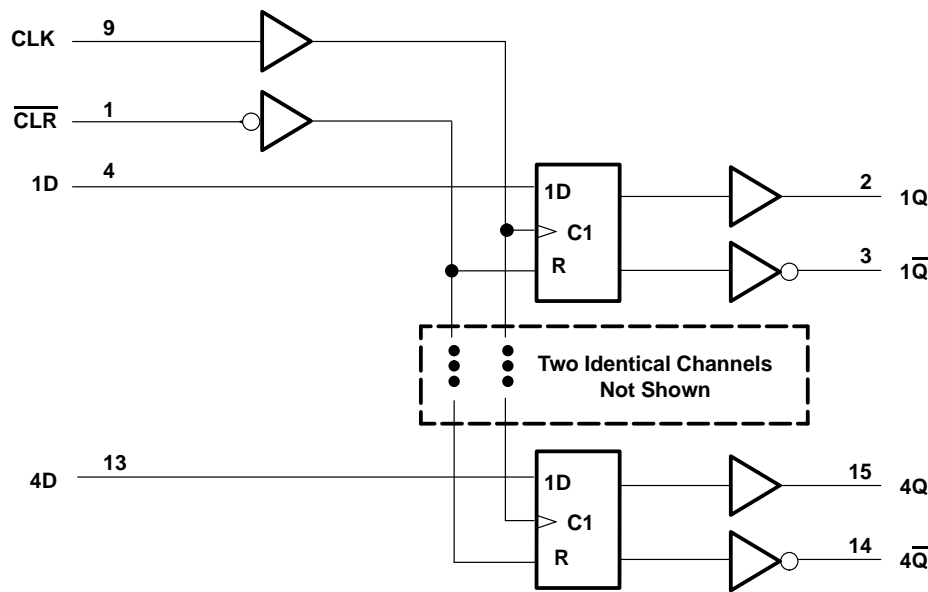 CLK 9
C̅L̅R̅ 1
1D 4
1D
C1
R
2 1Q
3 1Q̅
Two Identical Channels
Not Shown
4D 13
1D
C1
R
15 4Q
14 4Q̅